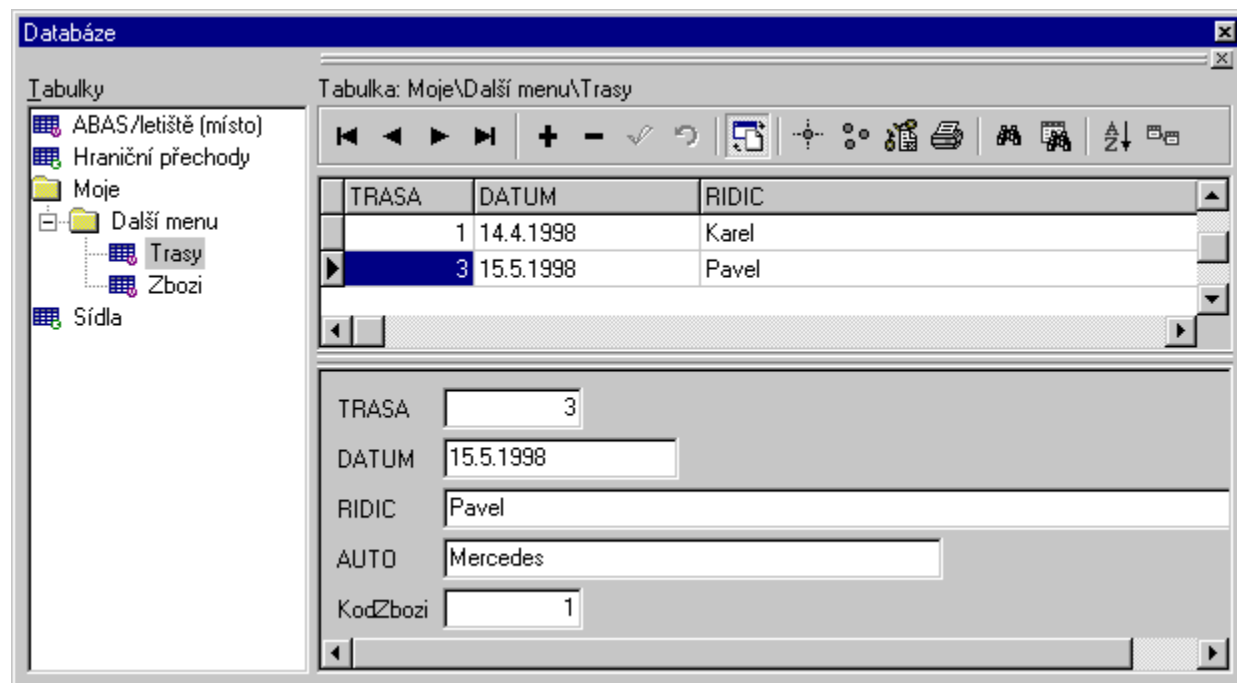 Databáze
Tabulky
ABAS/letiště (místo)
Hraniční přechody
Moje
Další menu
Trasy
Zbozi
Sídla
Tabulka: Moje\Další menu\Trasy
TRASA DATUM RIDIC
1 14.4.1998 Karel
3 15.5.1998 Pavel
TRASA 3
DATUM 15.5.1998
RIDIC Pavel
AUTO Mercedes
KodZbozi 1